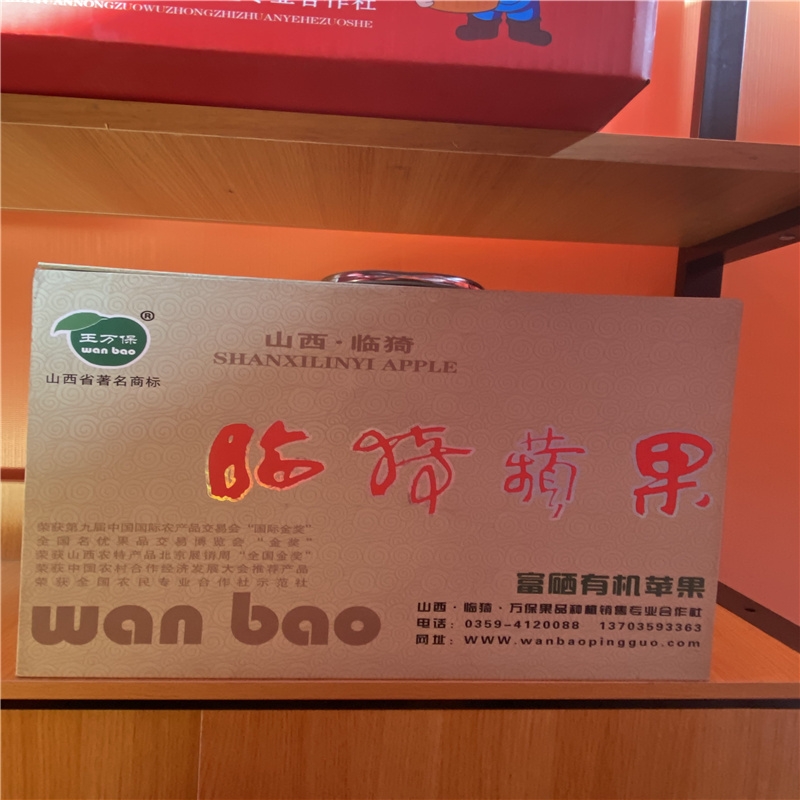 业合作社
UANNONGZUOWUZHONGZHIZHUANYEHEZUOSHE
王万保®
wan bao
山西省著名商标
山西·临猗
SHANXILINYI APPLE
临猗蘋果
荣获第九届中国国际农产品交易会“国际金奖”
全国名优果品交易博览会“金奖”
荣获山西农特产品北京展销周“全国金奖”
荣获中国农村合作经济发展大会推荐产品
荣获全国农民专业合作社示范社
wan bao
富硒有机苹果
山西·临猗·万保果品种植销售专业合作社
电话：0359-4120088 13703593363
网址：WWW.wanbaopingguo.com